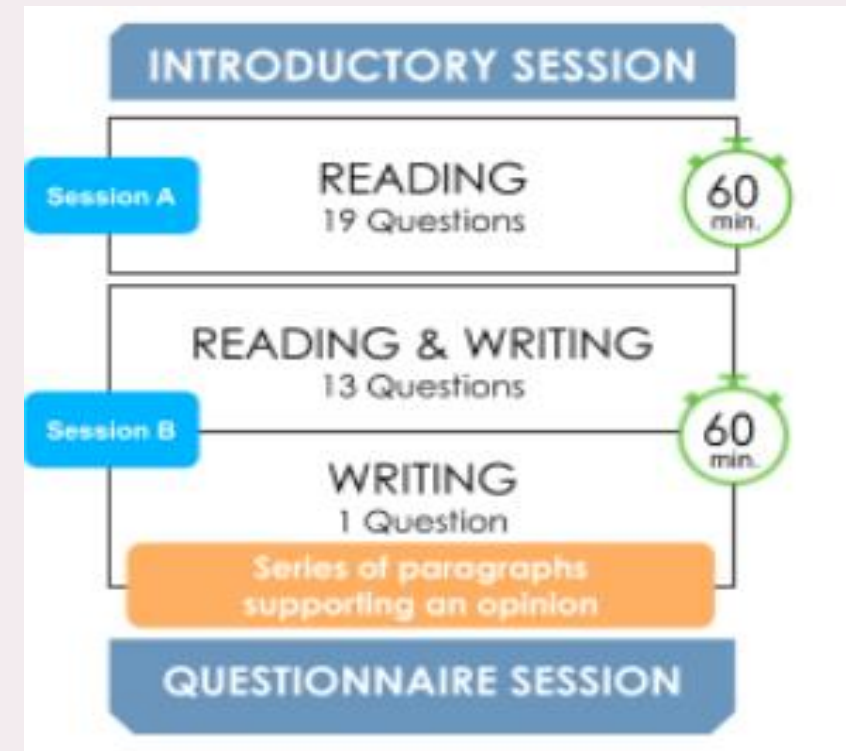 INTRODUCTORY SESSION
Session A
READING
19 Questions
60
min.
READING & WRITING
13 Questions
Session B
60
min.
WRITING
1 Question
Series of paragraphs
supporting an opinion
QUESTIONNAIRE SESSION